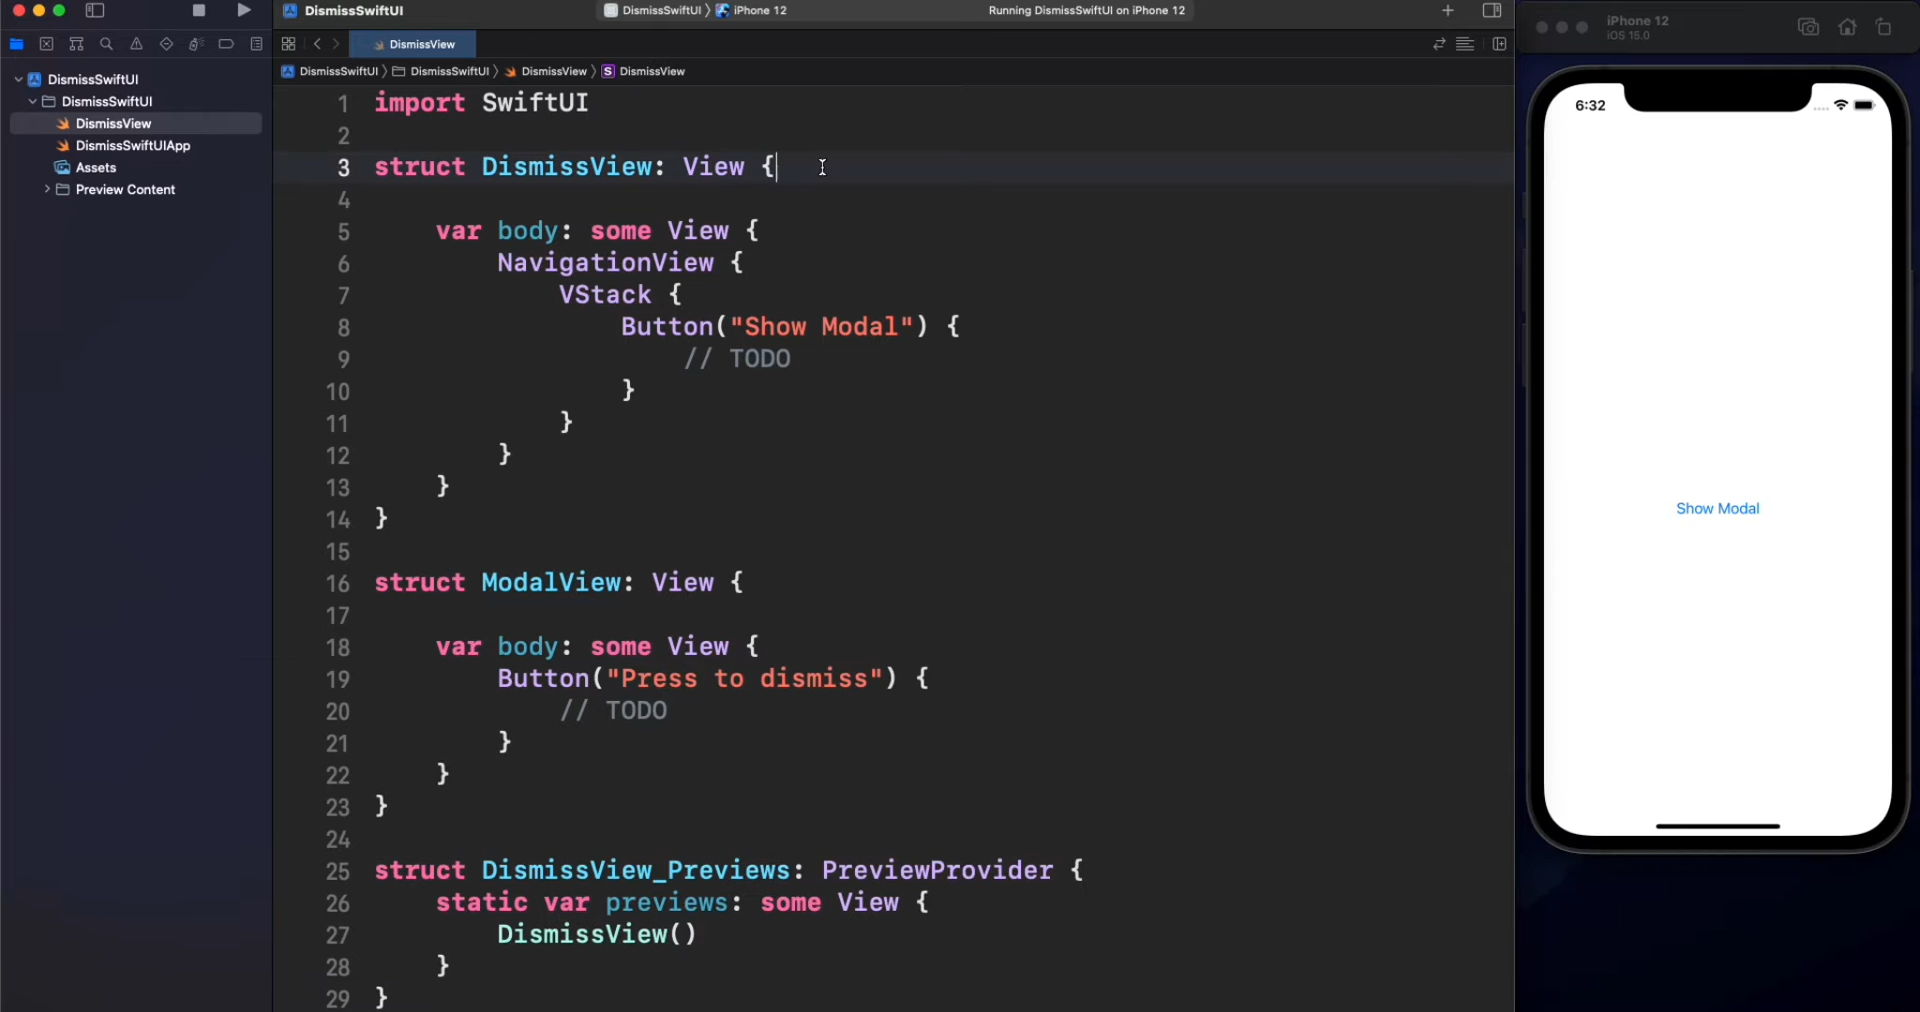 DismissSwiftUI
DismissSwiftUI 〉 iPhone 12
Running DismissSwiftUI on iPhone 12
iPhone 12
iOS 15.0
DismissView
DismissSwiftUI 〉 DismissSwiftUI 〉 DismissView 〉 S DismissView
DismissSwiftUI
DismissSwiftUI
DismissView
DismissSwiftUIApp
Assets
Preview Content
1 import SwiftUI
2
3 struct DismissView: View {
4
5     var body: some View {
6         NavigationView {
7             VStack {
8                 Button("Show Modal") {
9                     // TODO
10                 }
11             }
12         }
13     }
14 }
15
16 struct ModalView: View {
17
18     var body: some View {
19         Button("Press to dismiss") {
20             // TODO
21         }
22     }
23 }
24
25 struct DismissView_Previews: PreviewProvider {
26     static var previews: some View {
27         DismissView()
28     }
29 }
6:32
Show Modal